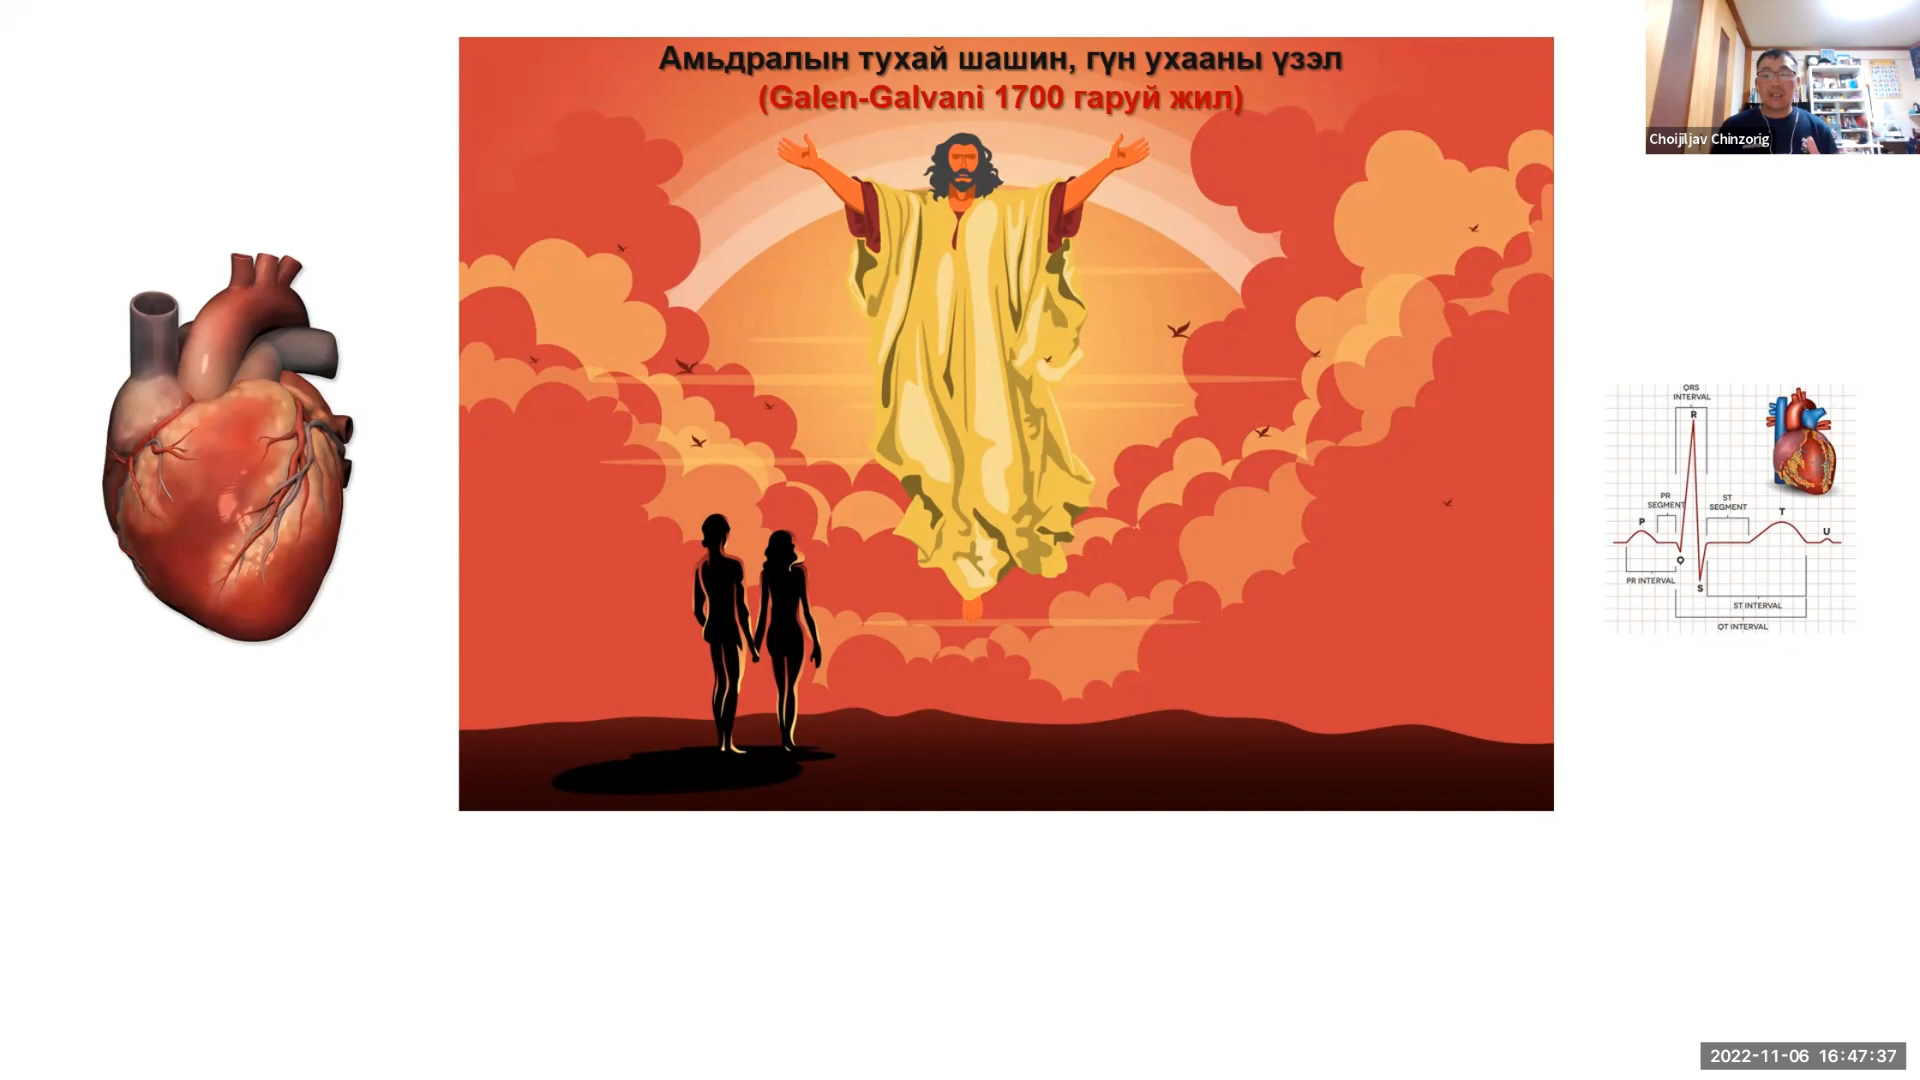 Амьдралын тухай шашин, гүн ухааны үзэл
(Galen-Galvani 1700 гаруй жил)
Choijiljav Chinzorig
QRS
INTERVAL
R
PR
SEGMENT
ST
SEGMENT
P
T
U
Q
S
PR INTERVAL
ST INTERVAL
QT INTERVAL
2022-11-06 16:47:37